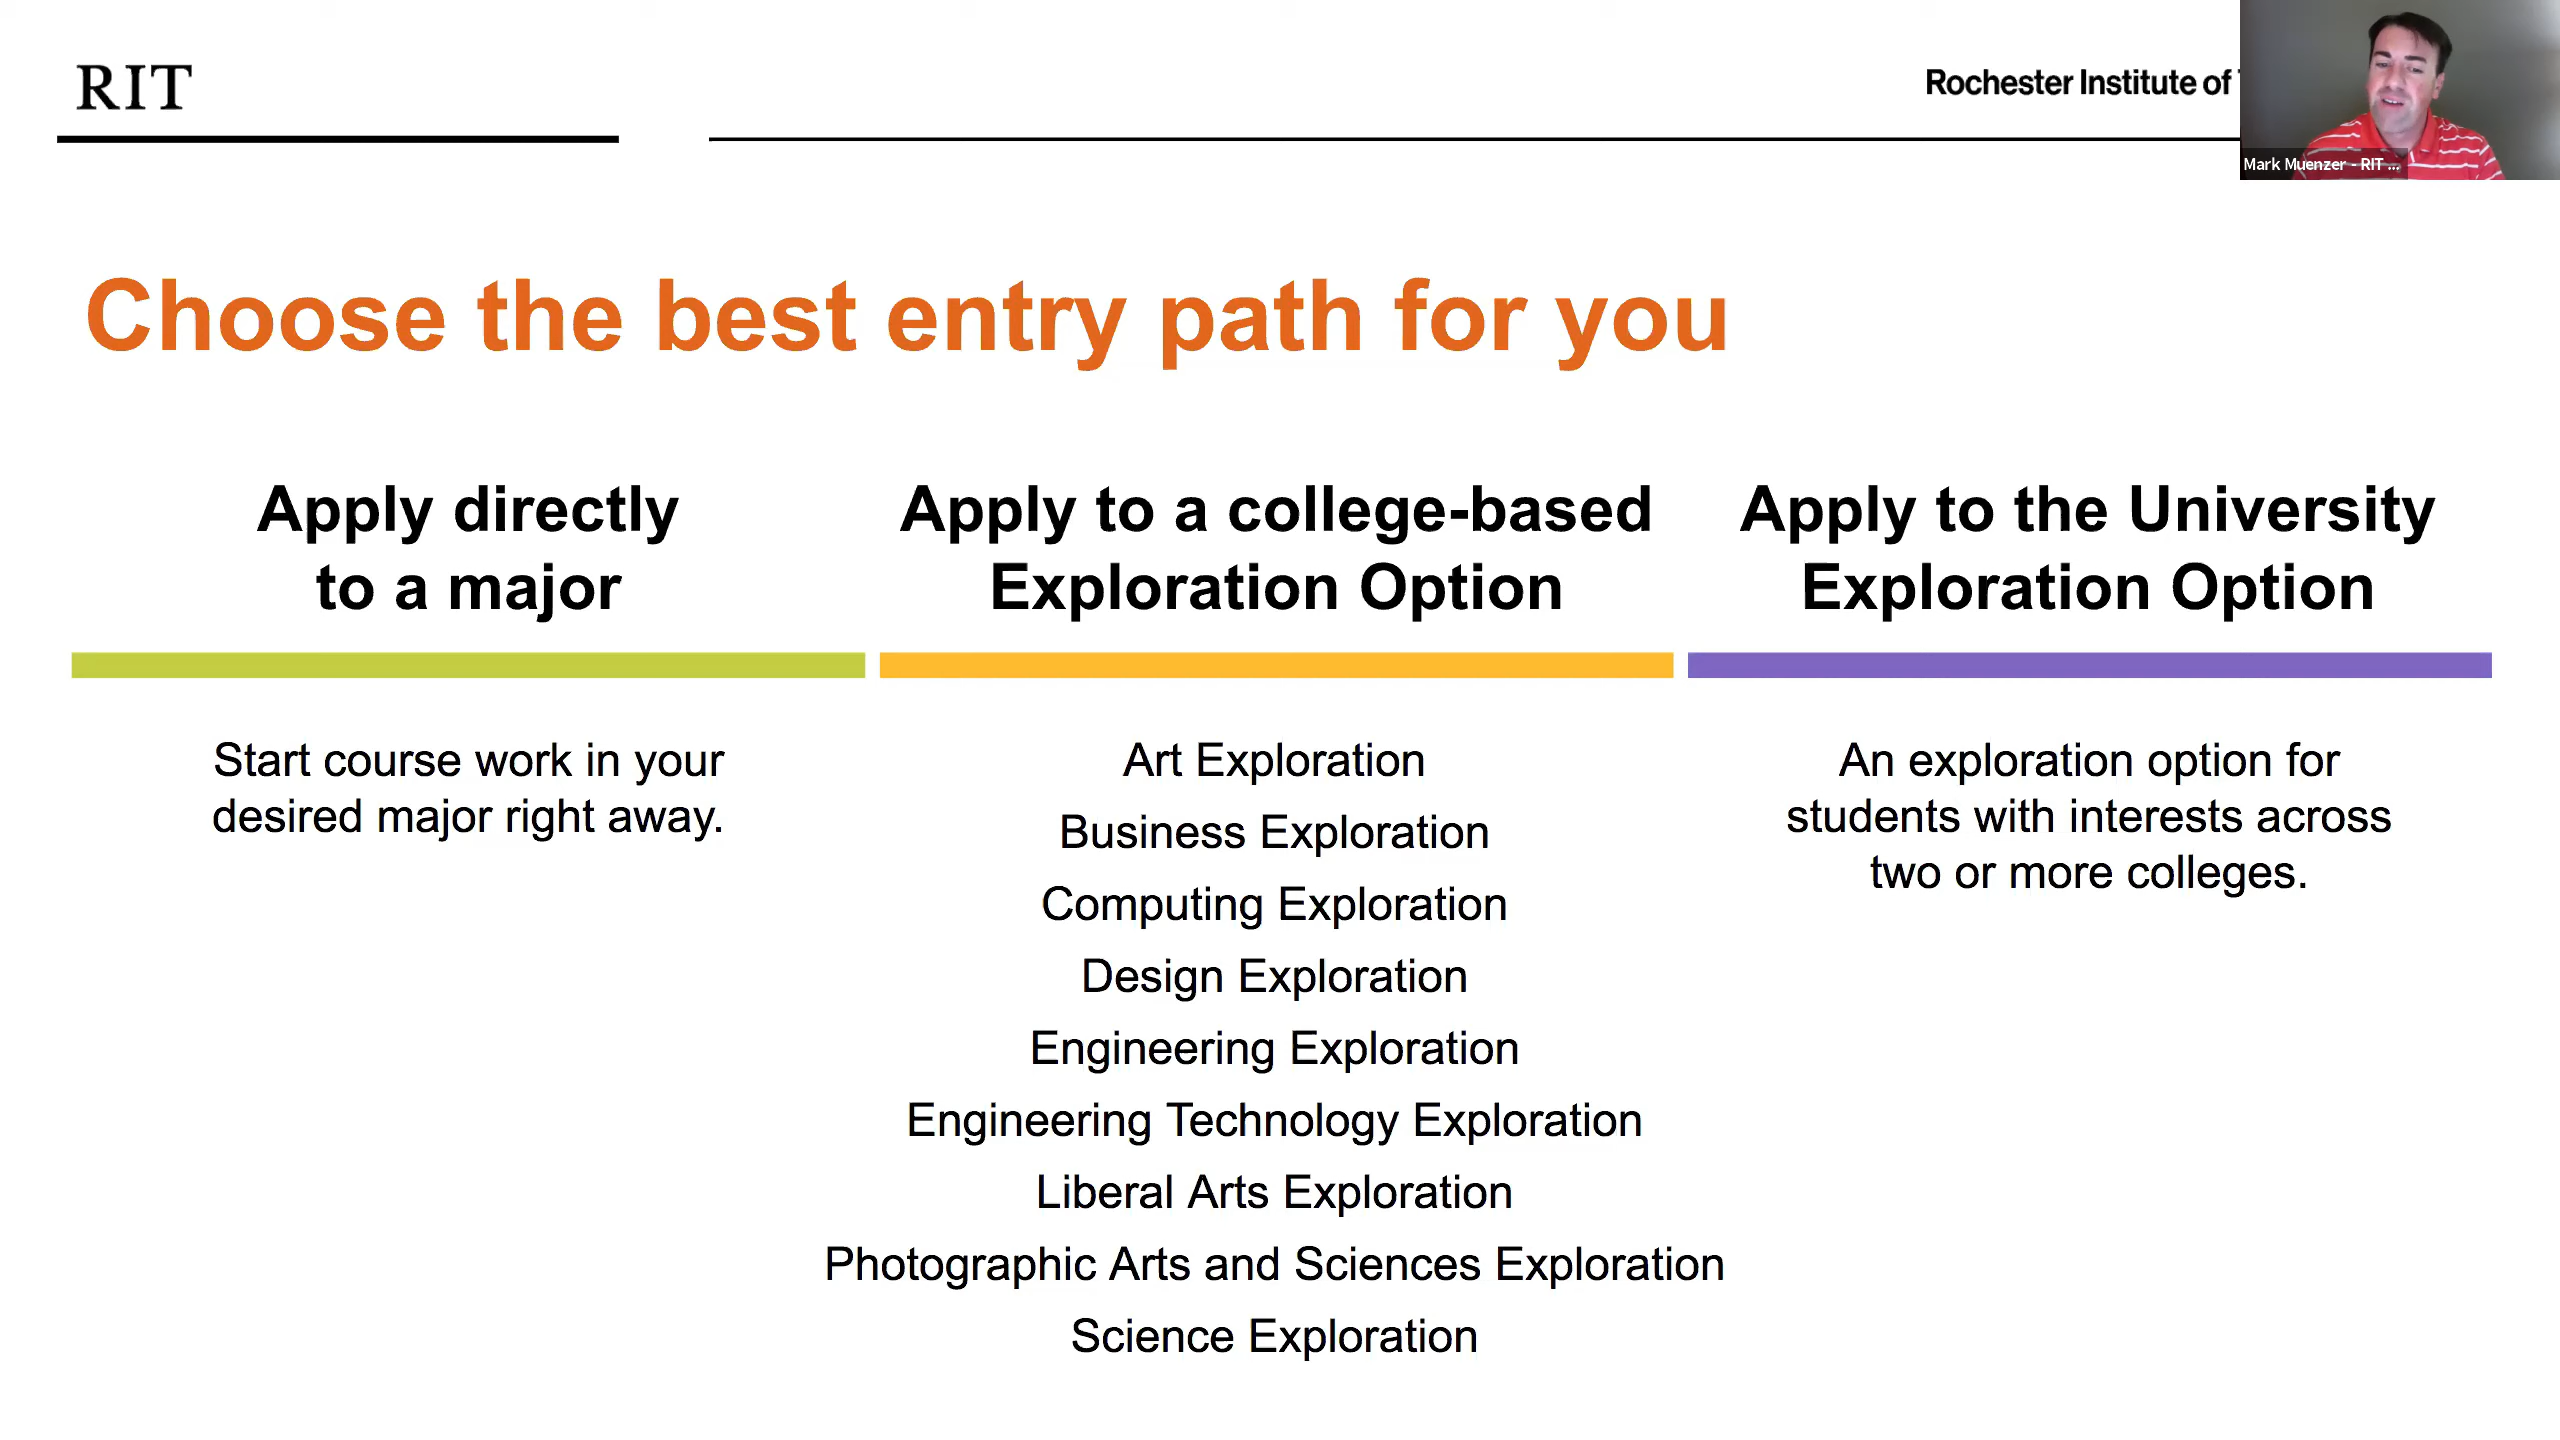 RIT
Rochester Institute of
Mark Muenzer - RIT ...
Choose the best entry path for you
Apply directly
to a major
Start course work in your
desired major right away.
Apply to a college-based
Exploration Option
Art Exploration
Business Exploration
Computing Exploration
Design Exploration
Engineering Exploration
Engineering Technology Exploration
Liberal Arts Exploration
Photographic Arts and Sciences Exploration
Science Exploration
Apply to the University
Exploration Option
An exploration option for
students with interests across
two or more colleges.